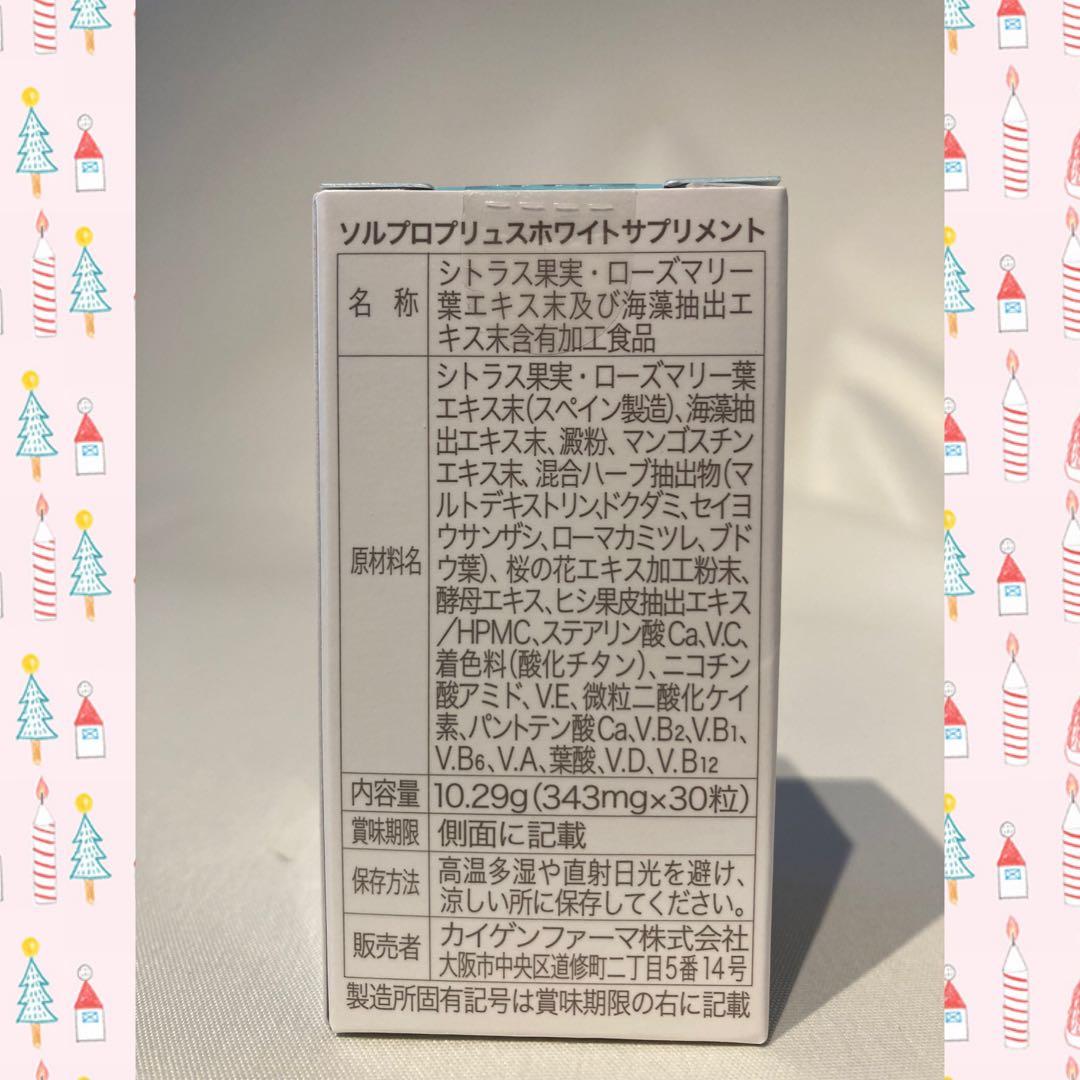 ソルプロプリュスホワイトサプリメント
名称
シトラス果実・ローズマリー
葉エキス末及び海藻抽出エ
キス末含有加工食品
原材料名
シトラス果実・ローズマリー葉
エキス末(スペイン製造)、海藻抽
出エキス末、澱粉、マンゴスチン
エキス末、混合ハーブ抽出物(マ
ルトデキストリン、ドクダミ、セイヨ
ウサンザシ、ローマカミツレ、ブド
ウ葉)、桜の花エキス加工粉末、
酵母エキス、ヒシ果皮抽出エキス
/HPMC、ステアリン酸Ca、V.C、
着色料(酸化チタン)、ニコチン
酸アミド、V.E、微粒二酸化ケイ
素、パントテン酸Ca、V.B2、V.B1、
V.B6、V.A、葉酸、V.D、V.B12
内容量
10.29g(343mg×30粒)
賞味期限
側面に記載
保存方法
高温多湿や直射日光を避け、
涼しい所に保存してください。
販売者
カイゲンファーマ株式会社
大阪市中央区道修町二丁目5番14号
製造所固有記号は賞味期限の右に記載